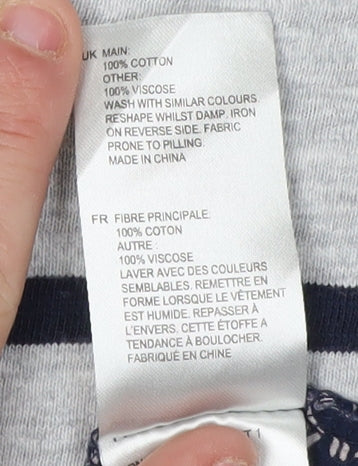 UK MAIN:
100% COTTON
OTHER:
100% VISCOSE
WASH WITH SIMILAR COLOURS.
RESHAPE WHILST DAMP. IRON
ON REVERSE SIDE. FABRIC
PRONE TO PILLING.
MADE IN CHINA
FR FIBRE PRINCIPALE:
100% COTON
AUTRE :
100% VISCOSE
LAVER AVEC DES COULEURS
SEMBLABLES. REMETTRE EN
FORME LORSQUE LE VÊTEMENT
EST HUMIDE. REPASSER À
L'ENVERS. CETTE ÉTOFFE A
TENDANCE À BOULOCHER.
FABRIQUÉ EN CHINE